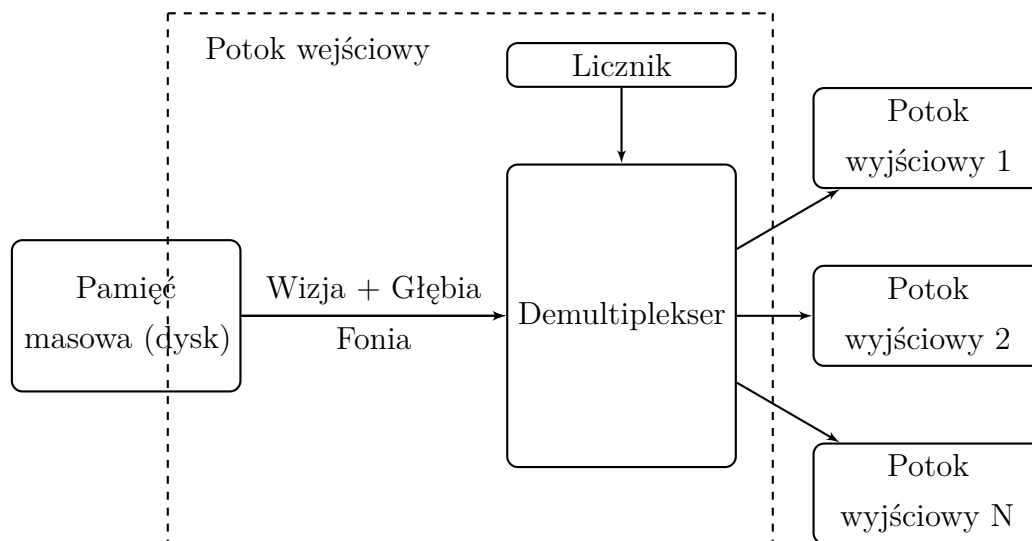 Potok wejściowy
Licznik
Potok
wyjściowy 1
Pamięć
masowa (dysk)
Wizja + Głębia
Fonia
Demultiplekser
Potok
wyjściowy 2
Potok
wyjściowy N